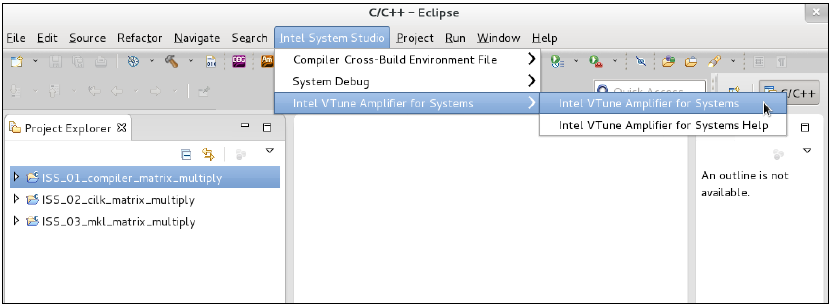 C/C++ - Eclipse
File Edit Source Refactor Navigate Search Intel System Studio Project Run Window Help
Compiler Cross-Build Environment File
System Debug
Intel VTune Amplifier for Systems
Intel VTune Amplifier for Systems
Intel VTune Amplifier for Systems Help
Quick Access
C/C++
Project Explorer
ISS_01_compiler_matrix_multiply
ISS_02_cilk_matrix_multiply
ISS_03_mkl_matrix_multiply
An outline is not
available.